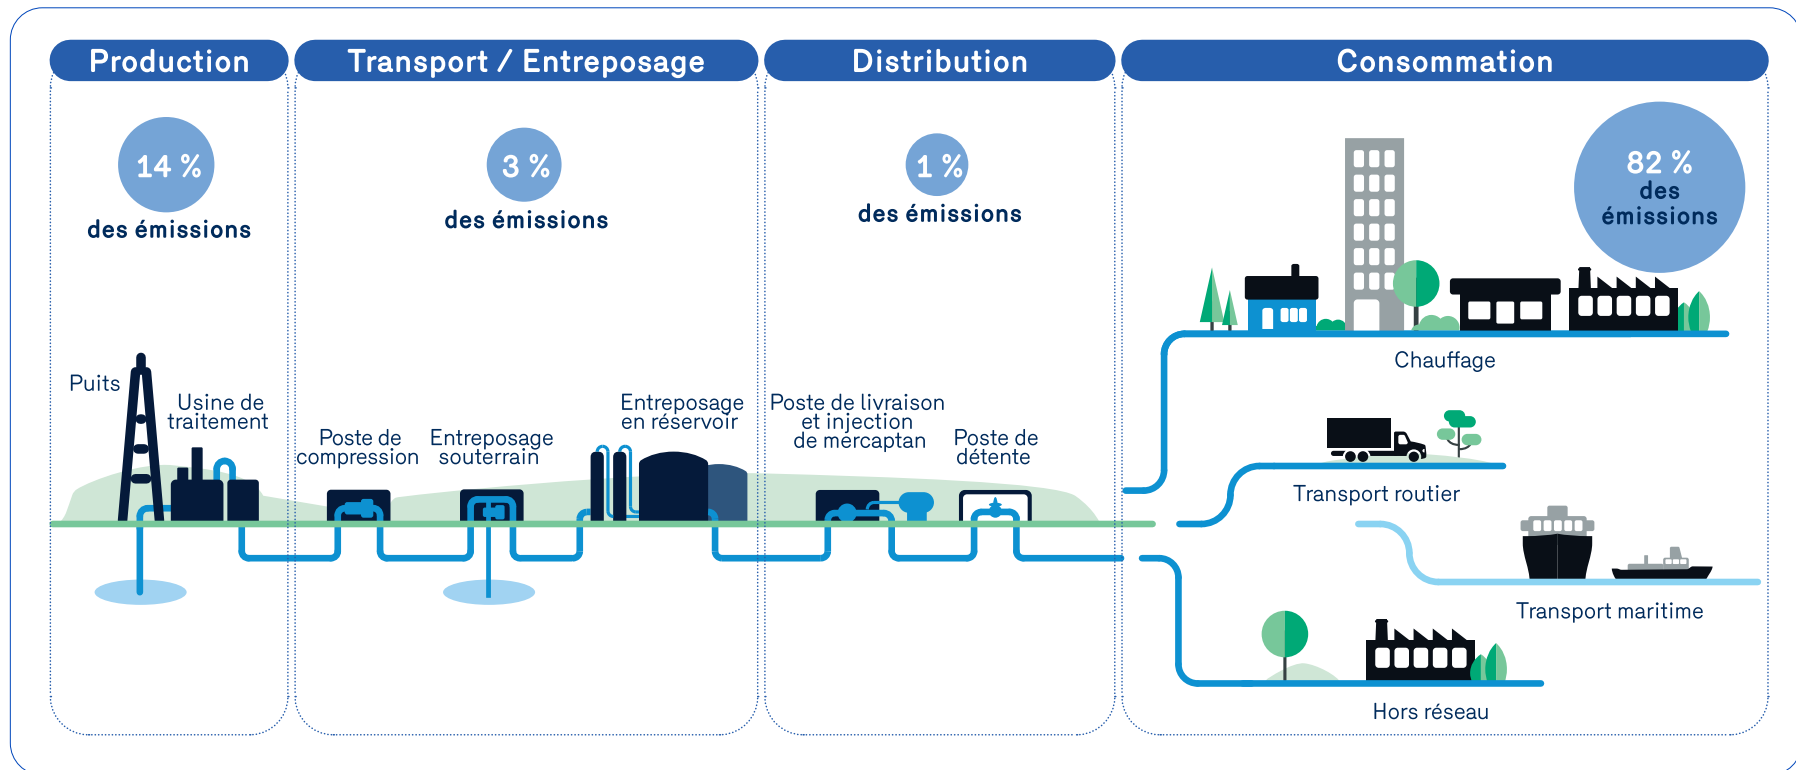 Production
14 %
des émissions
Puits
Usine de
traitement
Transport / Entreposage
3 %
des émissions
Poste de
compression
Entreposage
souterrain
Entreposage
en réservoir
Distribution
1 %
des émissions
Poste de livraison
et injection
de mercaptan
Poste de
détente
Consommation
82 %
des
émissions
Chauffage
Transport routier
Transport maritime
Hors réseau